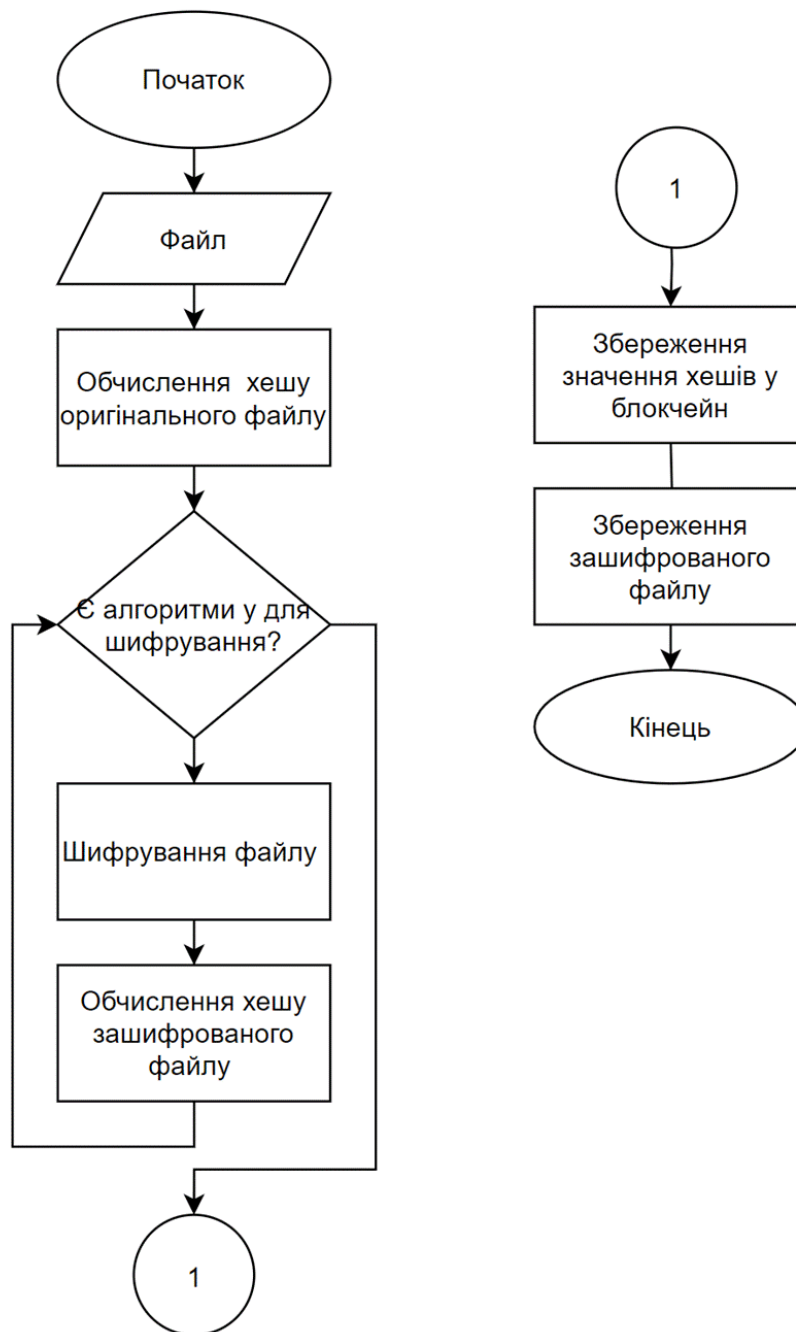 Початок
Файл
Обчислення хешу
оригінального файлу
Є алгоритми у для
шифрування?
Шифрування файлу
Обчислення хешу
зашифрованого
файлу
1
1
Збереження
значення хешів у
блокчейн
Збереження
зашифрованого
файлу
Кінець